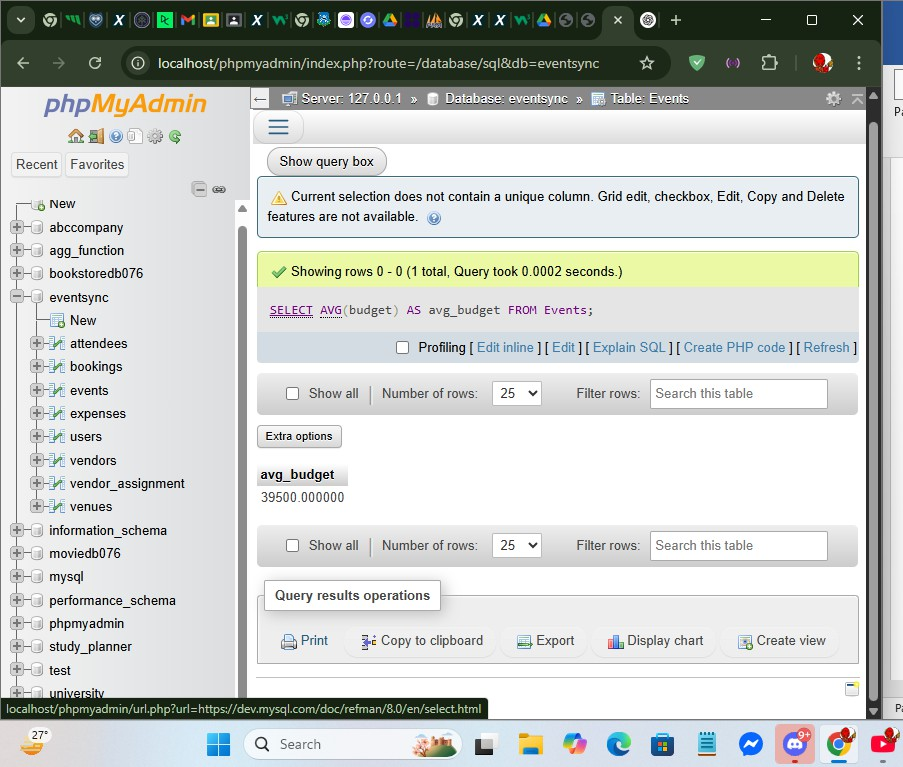 localhost/phpmyadmin/index.php?route=/database/sql&db=eventsync
phpMyAdmin
Recent
Favorites
New
abccompany
agg_function
bookstoredb076
eventsync
New
attendees
bookings
events
expenses
users
vendors
vendor_assignment
venues
information_schema
moviedb076
mysql
performance_schema
phpmyadmin
study_planner
test
university
Server: 127.0.0.1 » Database: eventsync » Table: Events
Show query box
Current selection does not contain a unique column. Grid edit, checkbox, Edit, Copy and Delete
features are not available.
Showing rows 0 - 0 (1 total, Query took 0.0002 seconds.)
SELECT AVG(budget) AS avg_budget FROM Events;
Profiling [ Edit inline ] [ Edit ] [ Explain SQL ] [ Create PHP code ] [ Refresh ]
Show all | Number of rows: 25 Filter rows: Search this table
Extra options
avg_budget
39500.000000
Show all | Number of rows: 25 Filter rows: Search this table
Query results operations
Print Copy to clipboard Export Display chart Create view
localhost/phpmyadmin/url.php?url=https://dev.mysql.com/doc/refman/8.0/en/select.html
27°
Search
9+